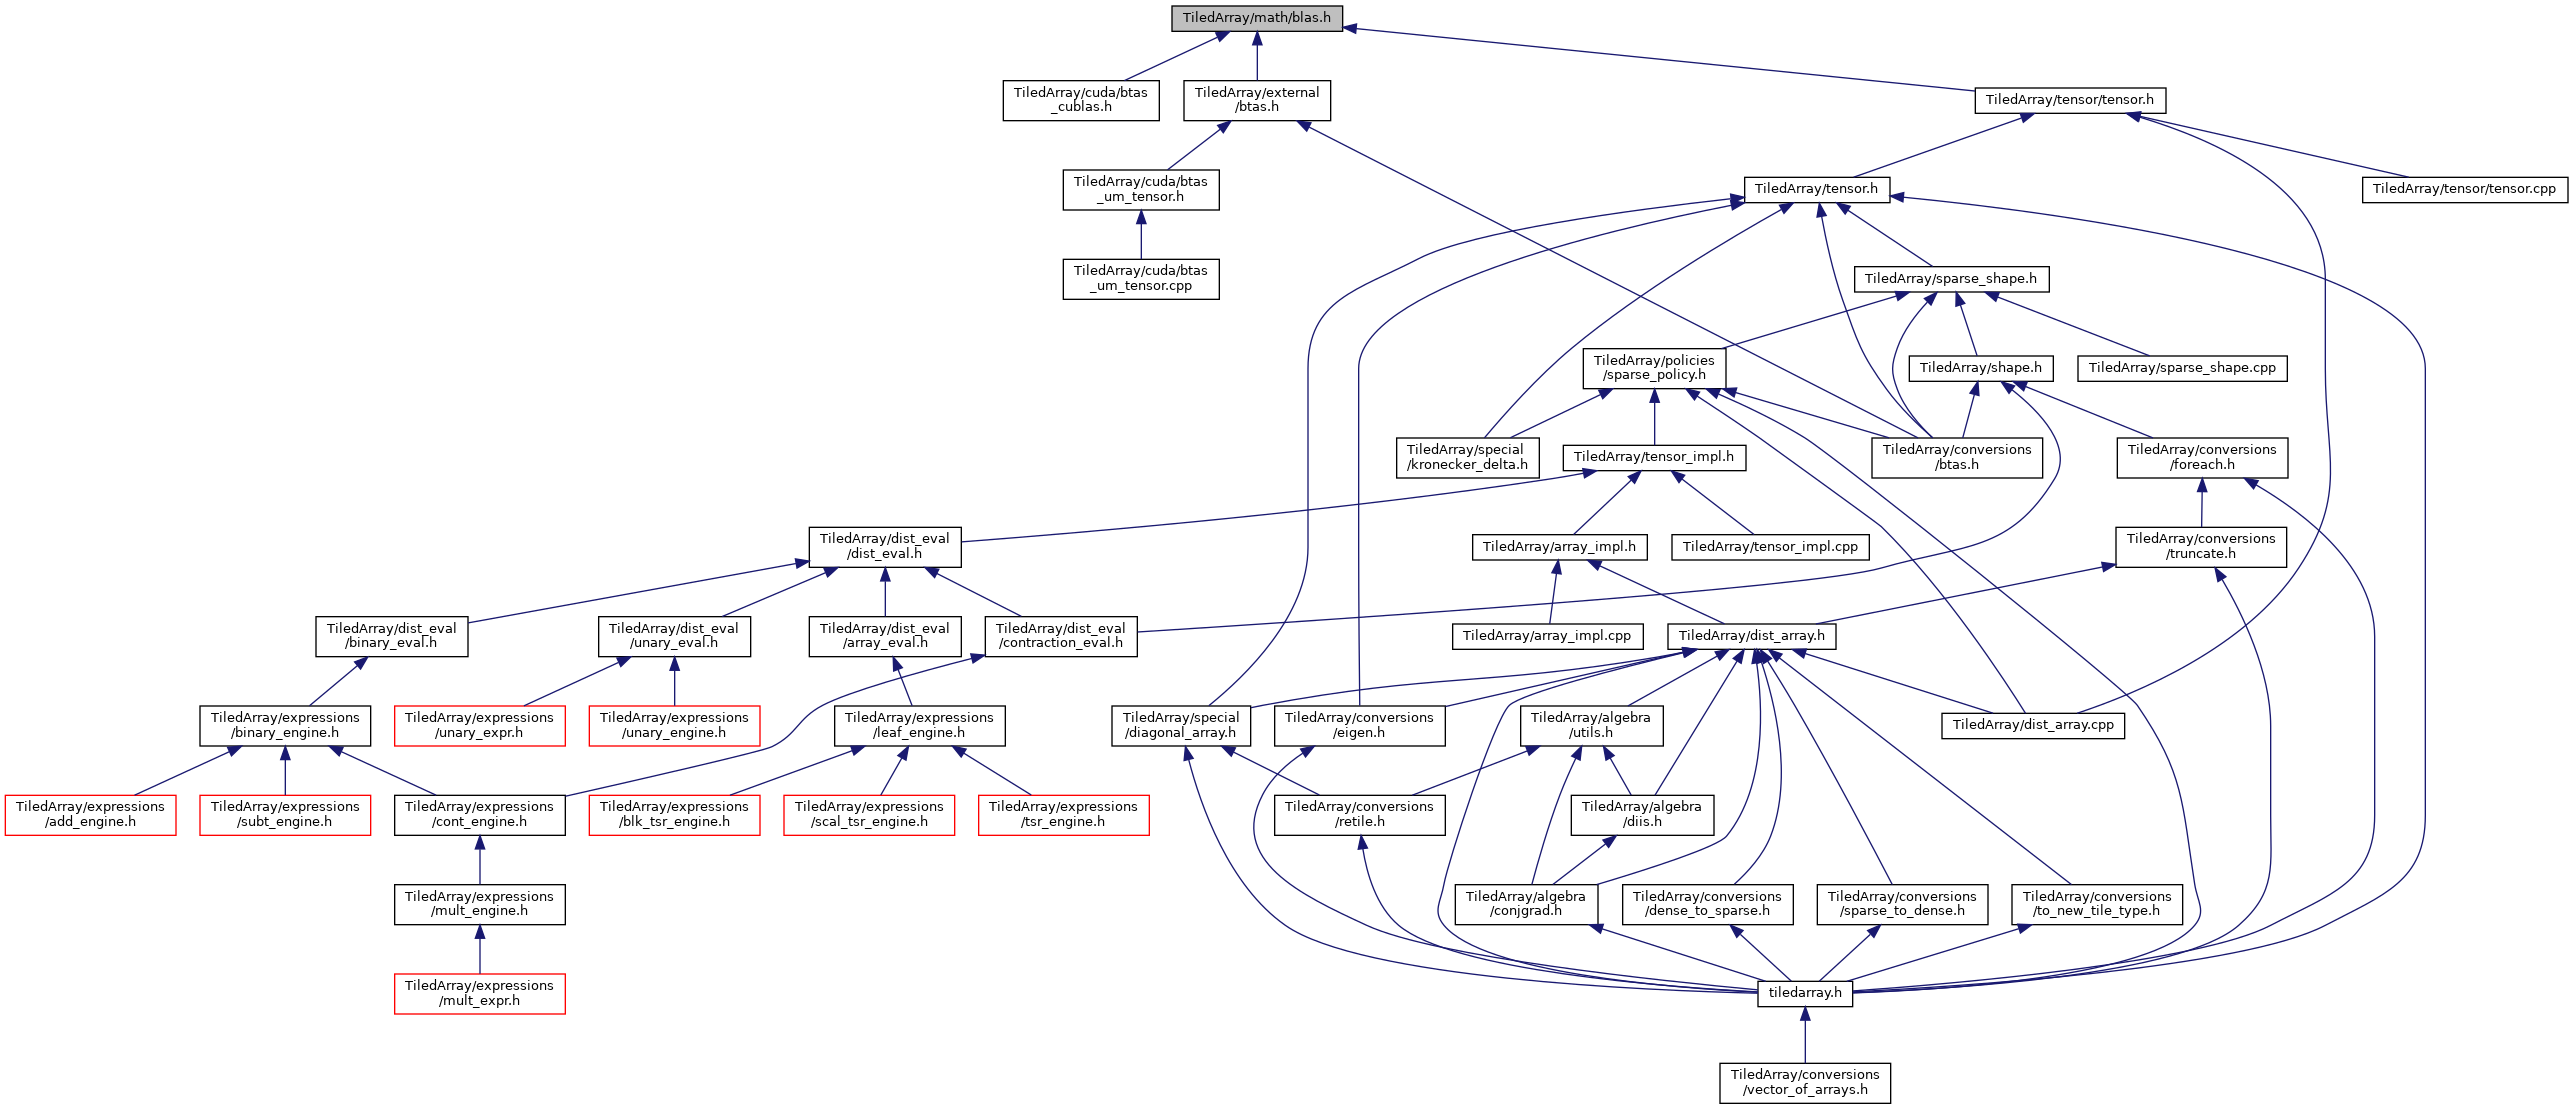 TiledArray/math/blas.h
TiledArray/cuda/btas
_cublas.h
TiledArray/external
/btas.h
TiledArray/tensor/tensor.h
TiledArray/cuda/btas
_um_tensor.h
TiledArray/tensor.h
TiledArray/tensor/tensor.cpp
TiledArray/cuda/btas
_um_tensor.cpp
TiledArray/sparse_shape.h
TiledArray/policies
/sparse_policy.h
TiledArray/shape.h
TiledArray/sparse_shape.cpp
TiledArray/special
/kronecker_delta.h
TiledArray/tensor_impl.h
TiledArray/conversions
/btas.h
TiledArray/conversions
/foreach.h
TiledArray/dist_eval
/dist_eval.h
TiledArray/array_impl.h
TiledArray/tensor_impl.cpp
TiledArray/conversions
/truncate.h
TiledArray/dist_eval
/binary_eval.h
TiledArray/dist_eval
/unary_eval.h
TiledArray/dist_eval
/array_eval.h
TiledArray/dist_eval
/contraction_eval.h
TiledArray/array_impl.cpp
TiledArray/dist_array.h
TiledArray/expressions
/binary_engine.h
TiledArray/expressions
/unary_expr.h
TiledArray/expressions
/unary_engine.h
TiledArray/expressions
/leaf_engine.h
TiledArray/special
/diagonal_array.h
TiledArray/conversions
/eigen.h
TiledArray/algebra
/utils.h
TiledArray/dist_array.cpp
TiledArray/expressions
/add_engine.h
TiledArray/expressions
/subt_engine.h
TiledArray/expressions
/cont_engine.h
TiledArray/expressions
/blk_tsr_engine.h
TiledArray/expressions
/scal_tsr_engine.h
TiledArray/expressions
/tsr_engine.h
TiledArray/conversions
/retile.h
TiledArray/algebra
/diis.h
TiledArray/expressions
/mult_engine.h
TiledArray/algebra
/conjgrad.h
TiledArray/conversions
/dense_to_sparse.h
TiledArray/conversions
/sparse_to_dense.h
TiledArray/conversions
/to_new_tile_type.h
TiledArray/expressions
/mult_expr.h
tiledarray.h
TiledArray/conversions
/vector_of_arrays.h